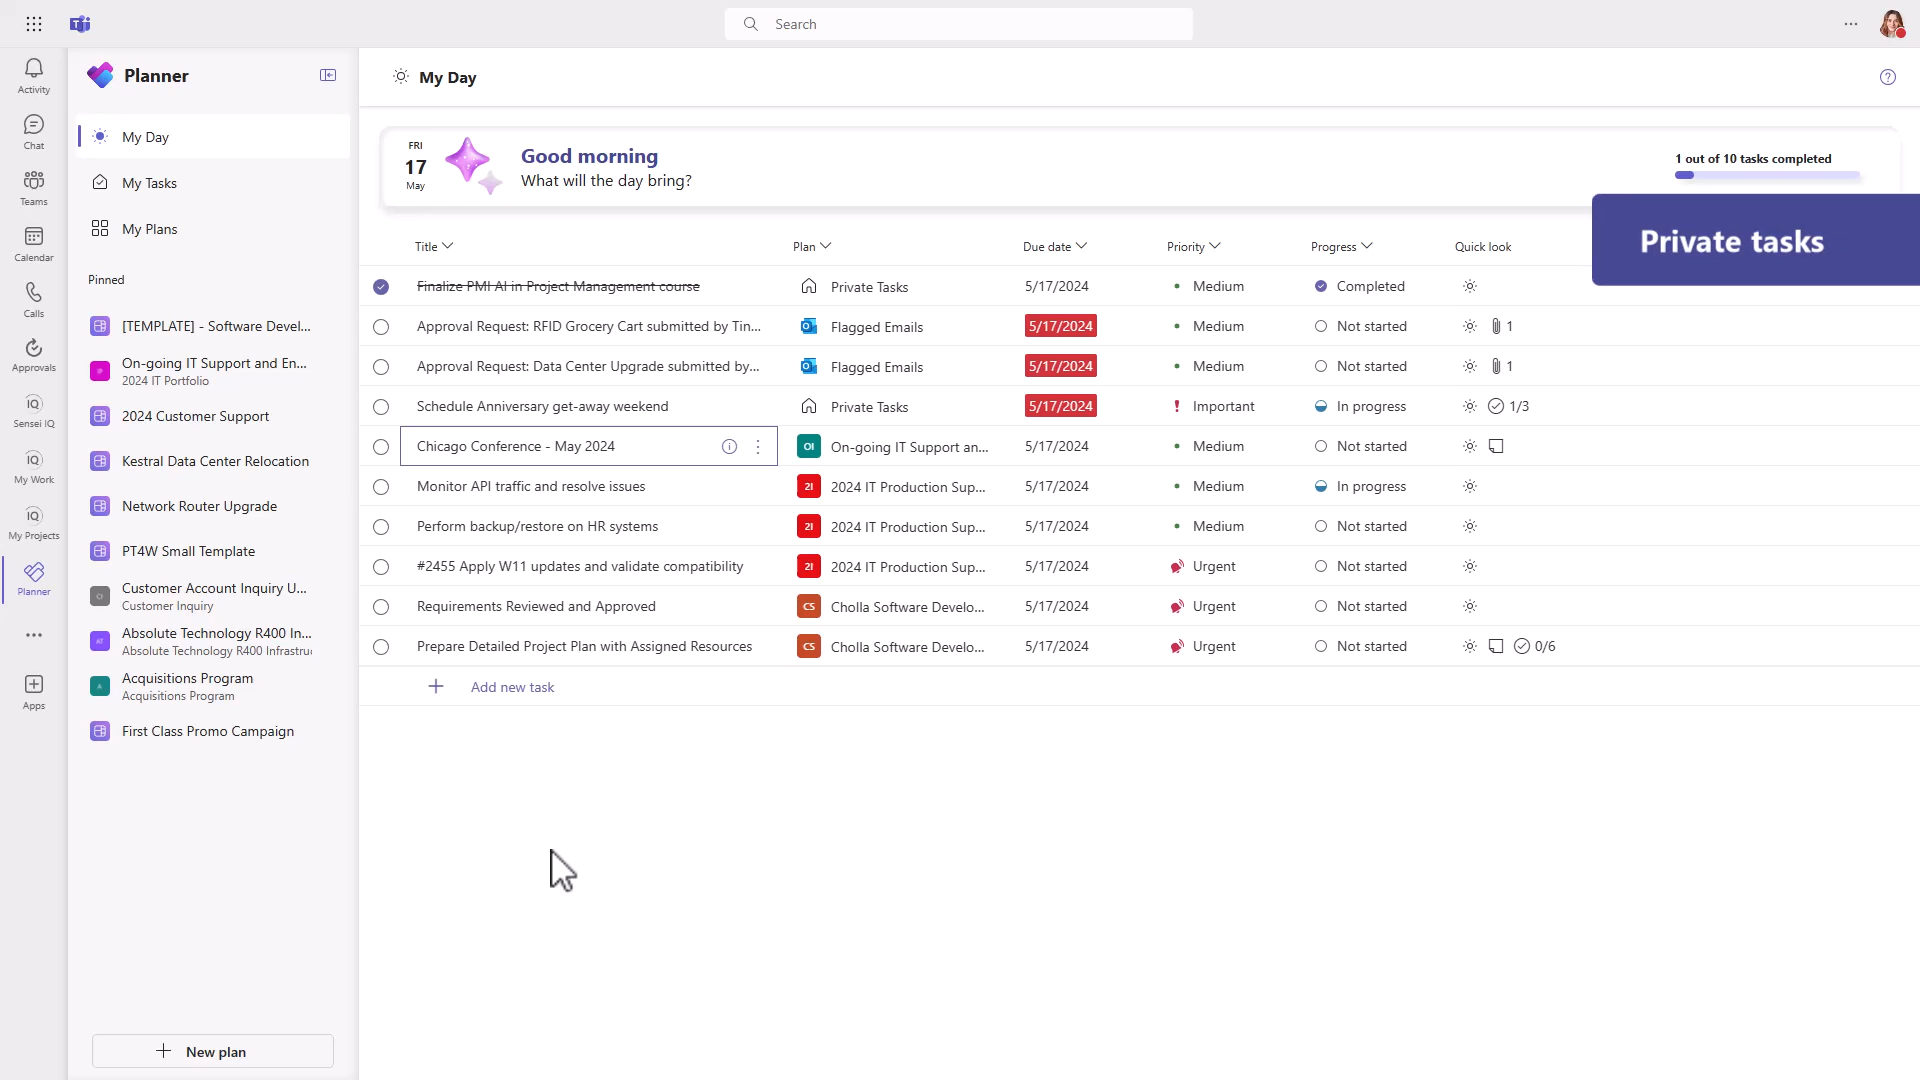 Search
Planner
My Day
Activity
Chat
Teams
Calendar
Calls
Approvals
Sensei IQ
My Work
My Projects
Planner
Apps
My Day
My Tasks
My Plans
Pinned
[TEMPLATE] - Software Devel...
On-going IT Support and En...
2024 IT Portfolio
2024 Customer Support
Kestral Data Center Relocation
Network Router Upgrade
PT4W Small Template
Customer Account Inquiry U...
Customer Inquiry
Absolute Technology R400 In...
Absolute Technology R400 Infrastru
Acquisitions Program
Acquisitions Program
First Class Promo Campaign
New plan
FRI
17
May
Good morning
What will the day bring?
1 out of 10 tasks completed
Private tasks
Title Plan Due date Priority Progress Quick look
Finalize PMI AI in Project Management course Private Tasks 5/17/2024 Medium Completed
Approval Request: RFID Grocery Cart submitted by Tin... Flagged Emails 5/17/2024 Medium Not started 1
Approval Request: Data Center Upgrade submitted by... Flagged Emails 5/17/2024 Medium Not started 1
Schedule Anniversary get-away weekend Private Tasks 5/17/2024 Important In progress 1/3
Chicago Conference - May 2024 OI On-going IT Support an... 5/17/2024 Medium Not started
Monitor API traffic and resolve issues 2I 2024 IT Production Sup... 5/17/2024 Medium In progress
Perform backup/restore on HR systems 2I 2024 IT Production Sup... 5/17/2024 Medium Not started
#2455 Apply W11 updates and validate compatibility 2I 2024 IT Production Sup... 5/17/2024 Urgent Not started
Requirements Reviewed and Approved CS Cholla Software Develo... 5/17/2024 Urgent Not started
Prepare Detailed Project Plan with Assigned Resources CS Cholla Software Develo... 5/17/2024 Urgent Not started 0/6
Add new task